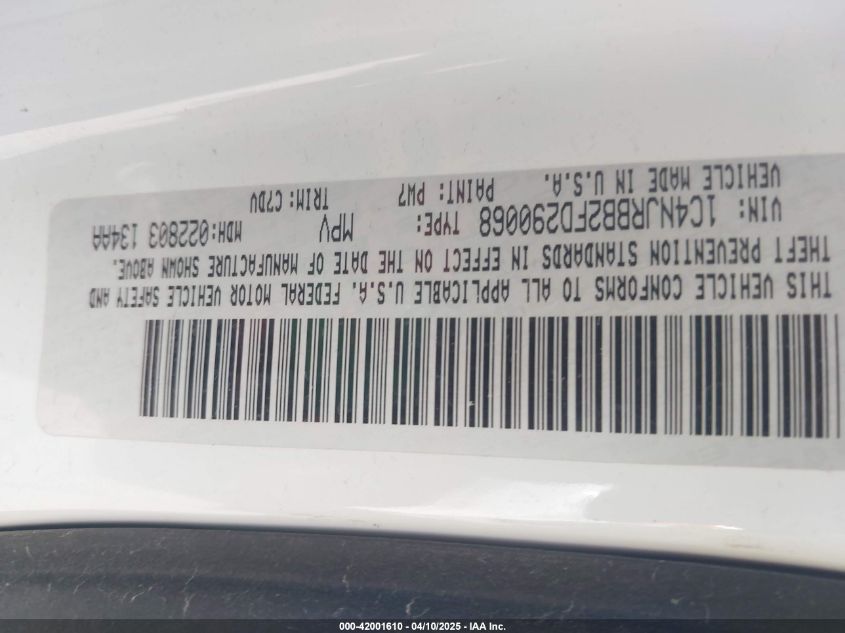 THIS VEHICLE CONFORMS TO ALL APPLICABLE U.S.A. FEDERAL MOTOR VEHICLE SAFETY AND
THEFT PREVENTION STANDARDS IN EFFECT ON THE DATE OF MANUFACTURE SHOWN ABOVE.
VIN: 1C4NJRBB2FD290068 TYPE: MPV MDH:022803 134AA
VEHICLE MADE IN U.S.A. PAINT: PW7 TRIM: C7DV
000-42001610 - 04/10/2025 - IAA Inc.